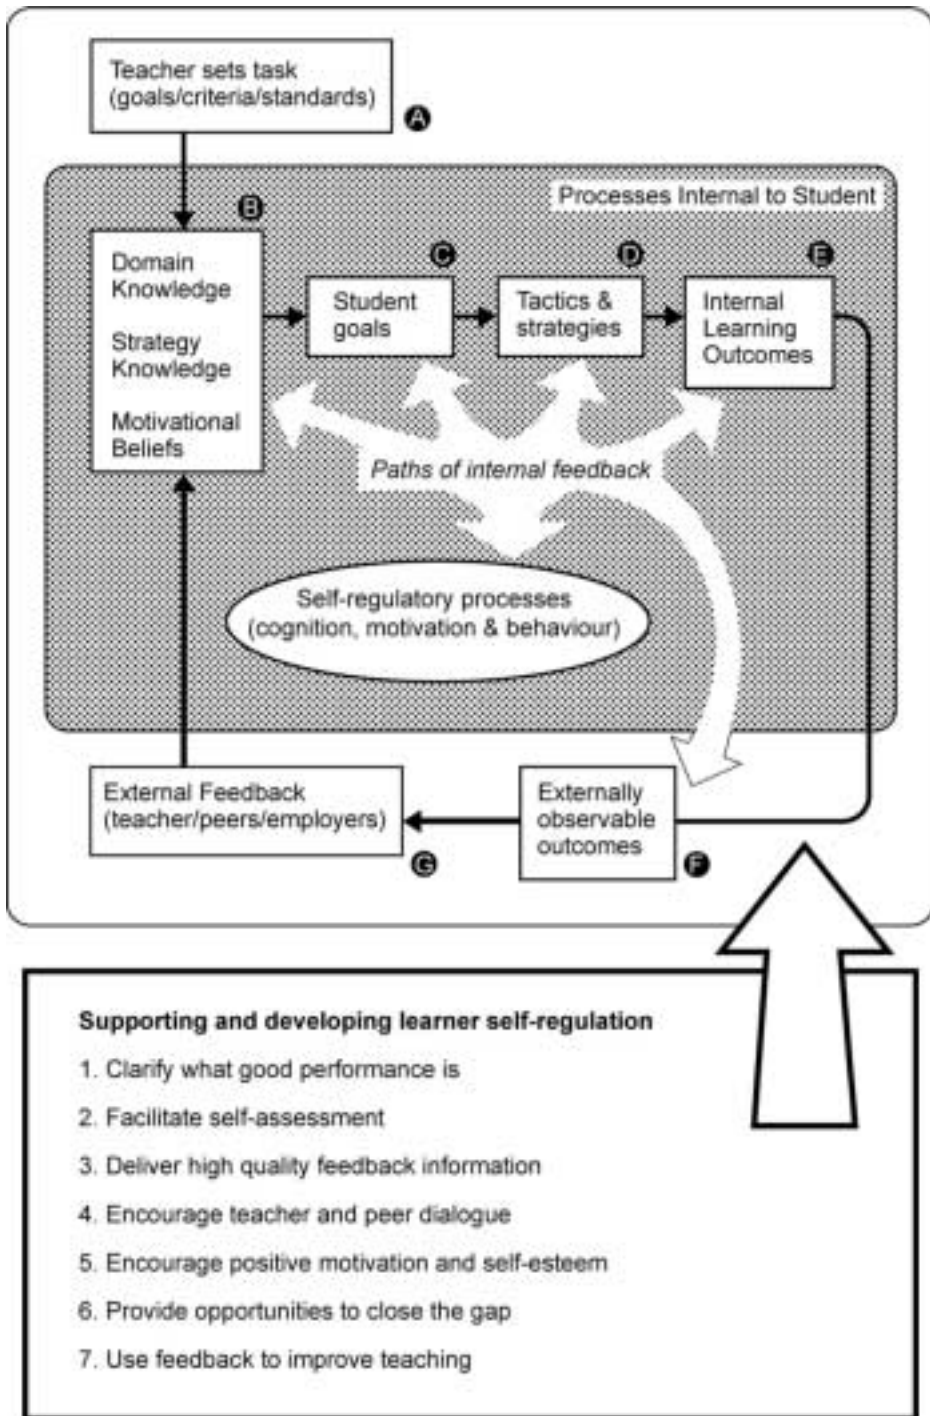 Teacher sets task
(goals/criteria/standards)
A
Processes Internal to Student
B
Domain
Knowledge
Strategy
Knowledge
Motivational
Beliefs
C
Student
goals
D
Tactics &
strategies
E
Internal
Learning
Outcomes
Paths of internal feedback
Self-regulatory processes
(cognition, motivation & behaviour)
External Feedback
(teacher/peers/employers)
G
Externally
observable
outcomes
F
Supporting and developing learner self-regulation
1. Clarify what good performance is
2. Facilitate self-assessment
3. Deliver high quality feedback information
4. Encourage teacher and peer dialogue
5. Encourage positive motivation and self-esteem
6. Provide opportunities to close the gap
7. Use feedback to improve teaching